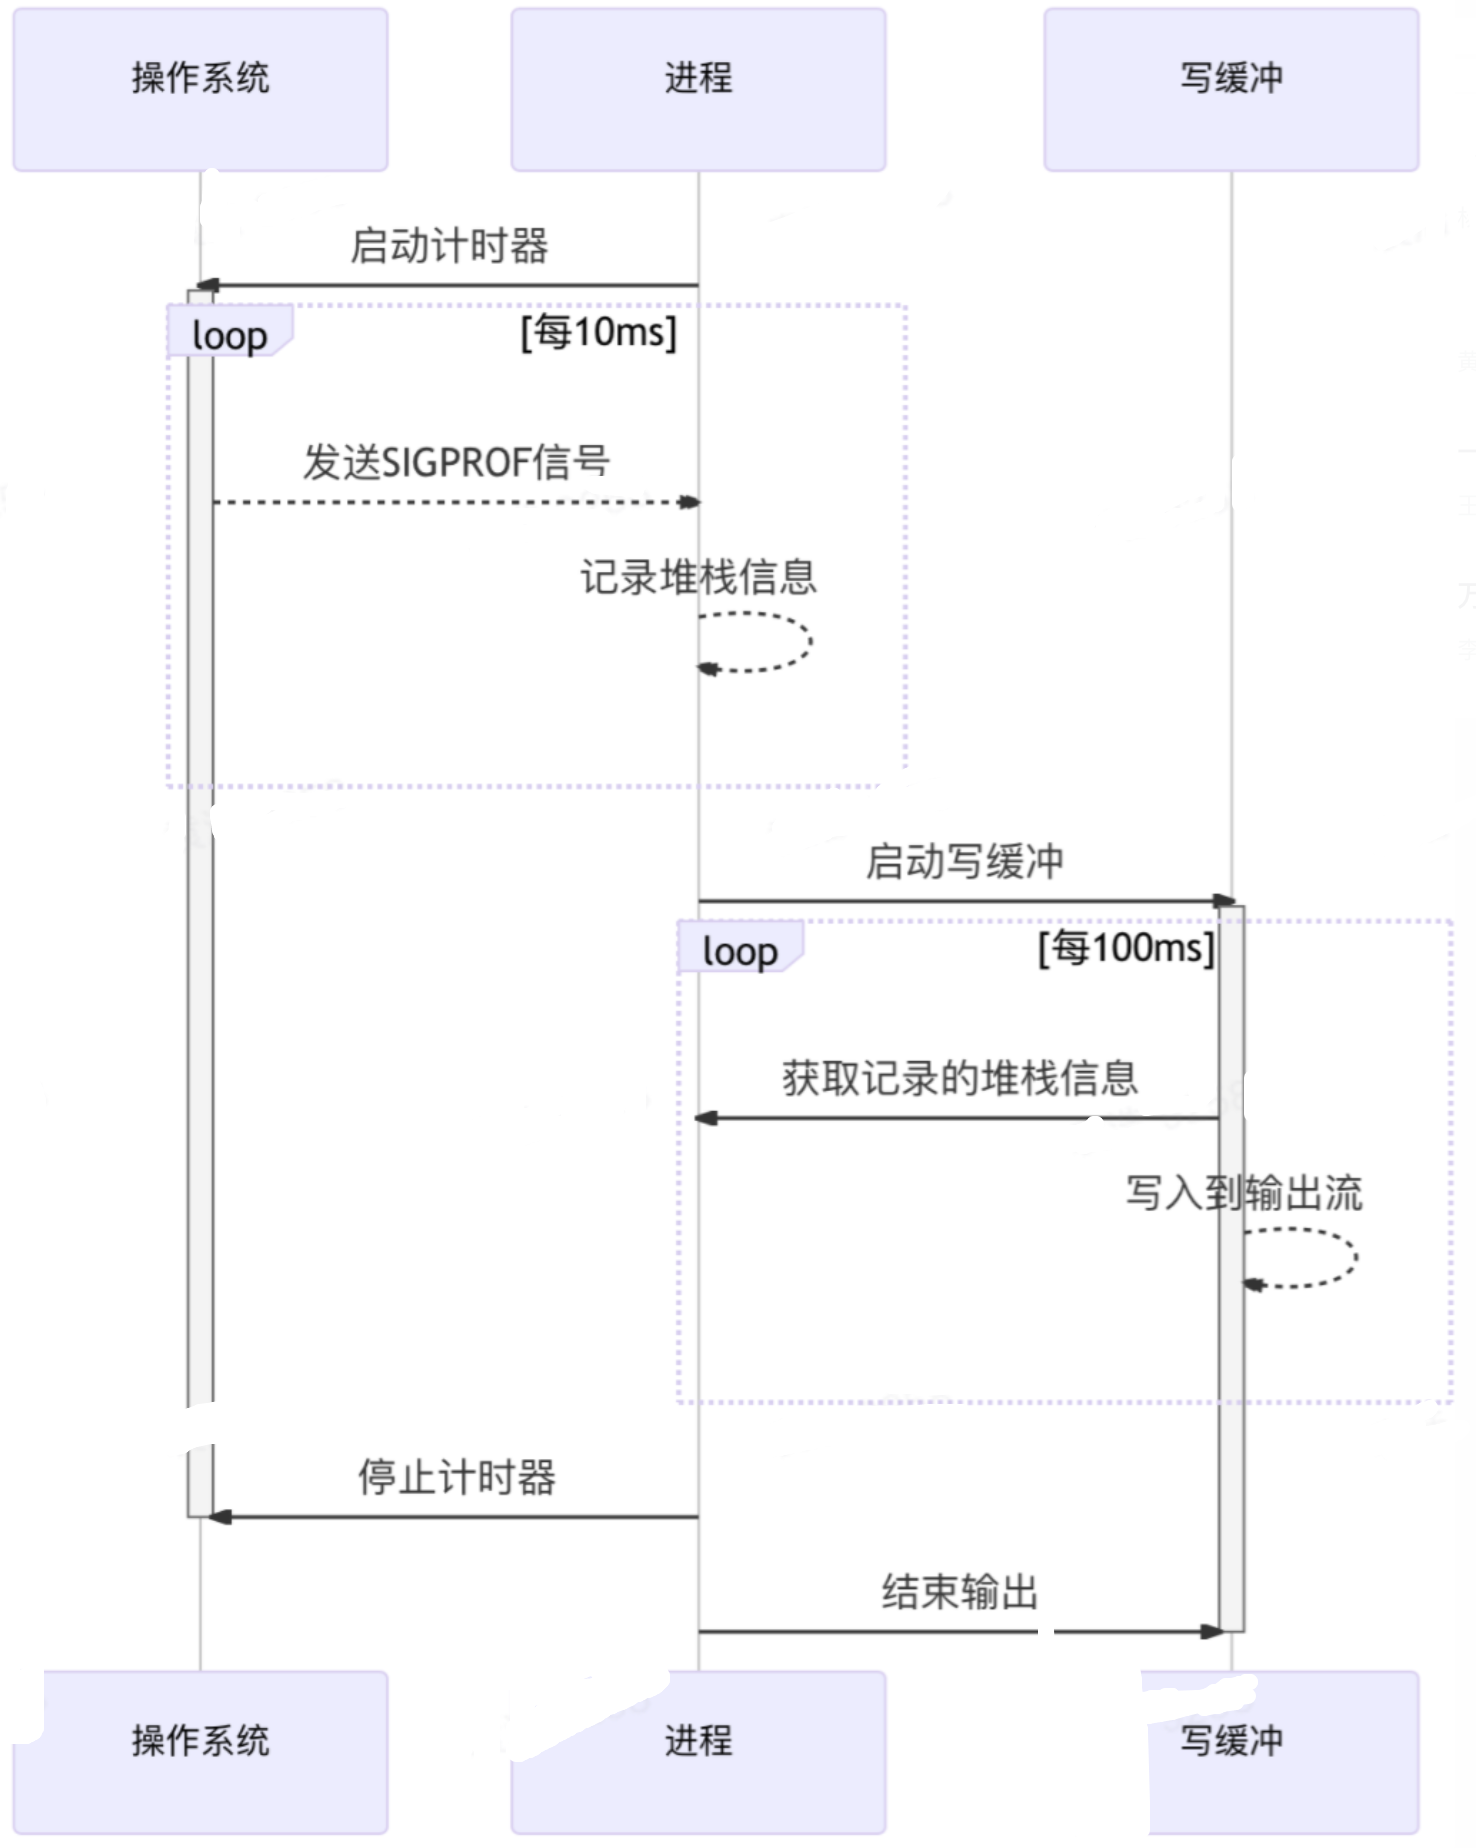 操作系统
进程
写缓冲
启动计时器
loop
[每10ms]
发送SIGPROF信号
记录堆栈信息
启动写缓冲
loop
[每100ms]
获取记录的堆栈信息
写入到输出流
停止计时器
结束输出
操作系统
进程
写缓冲